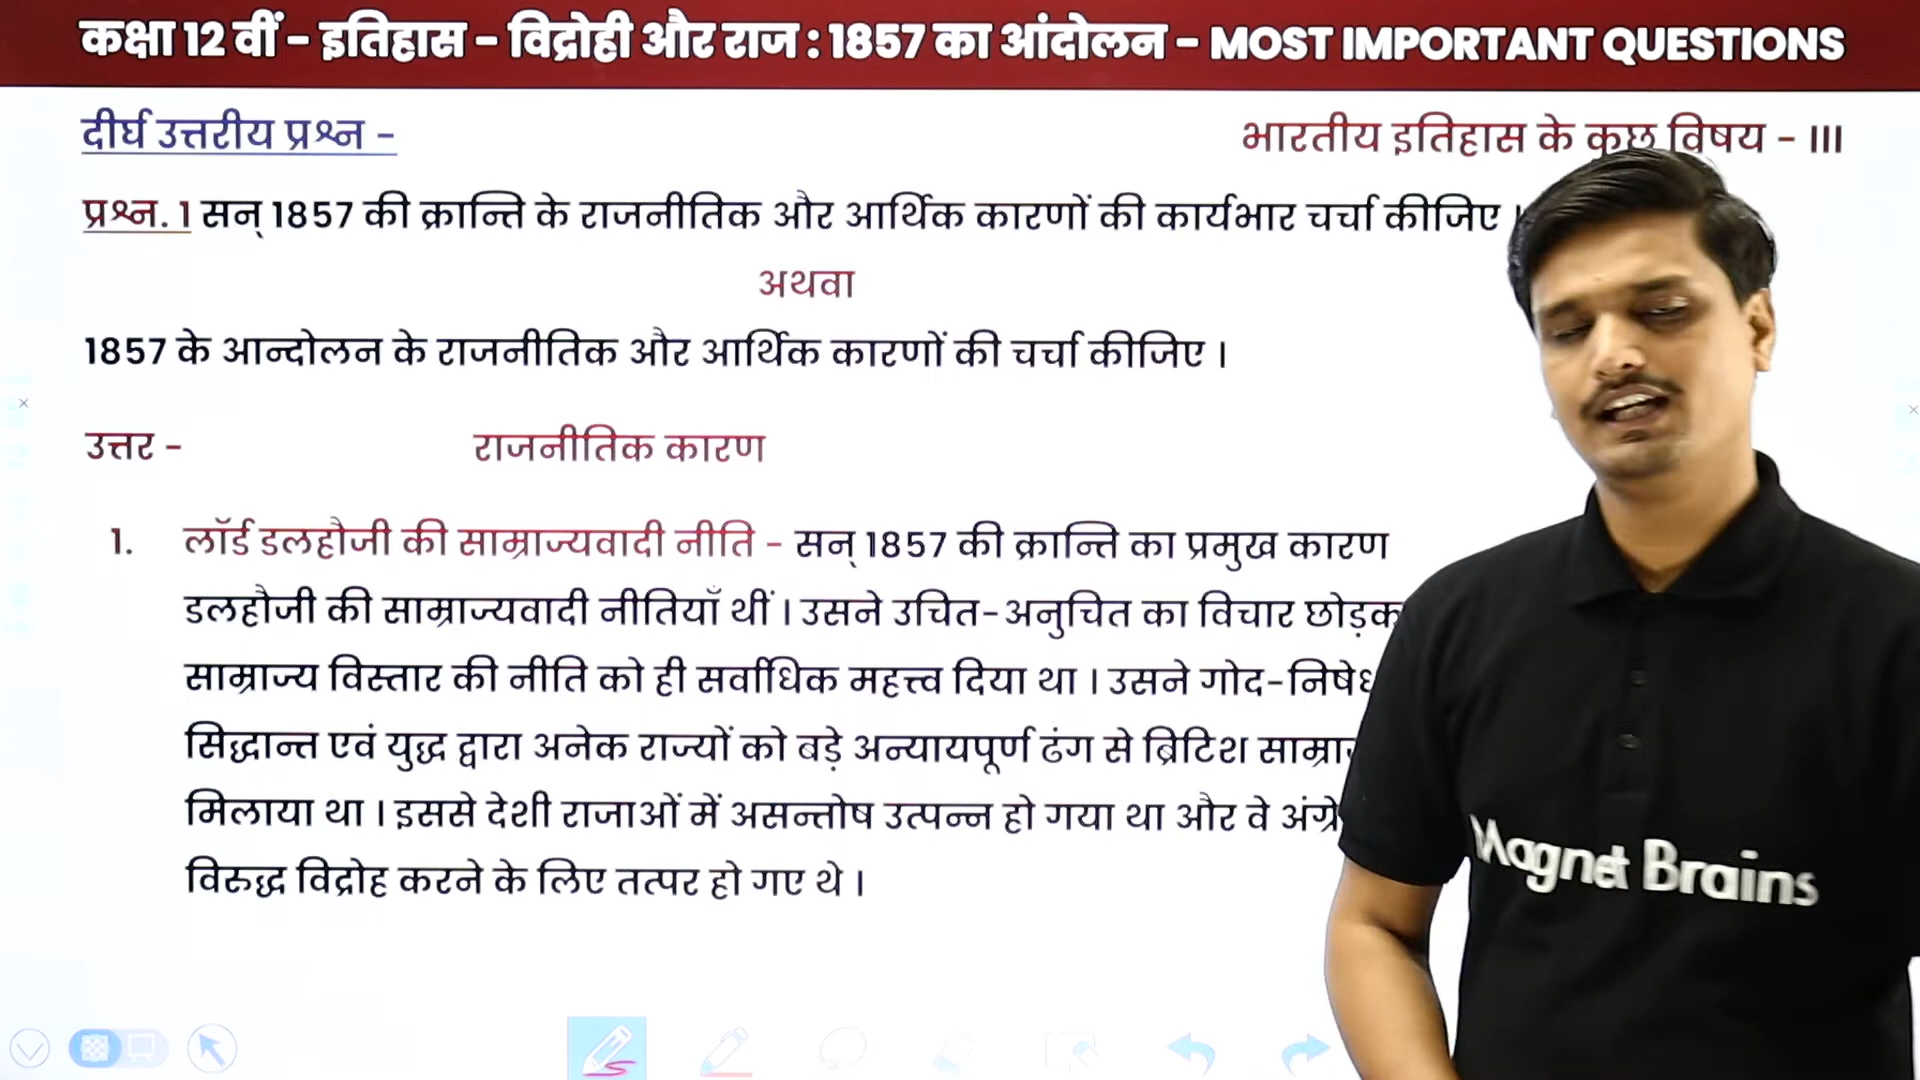 कक्षा 12 वीं - इतिहास - विद्रोही और राज : 1857 का आंदोलन - MOST IMPORTANT QUESTIONS
दीर्घ उत्तरीय प्रश्न -
भारतीय इतिहास के कुछ विषय - III
प्रश्न. 1 सन् 1857 की क्रान्ति के राजनीतिक और आर्थिक कारणों की कार्यभार चर्चा कीजिए ।
अथवा
1857 के आन्दोलन के राजनीतिक और आर्थिक कारणों की चर्चा कीजिए ।
उत्तर - राजनीतिक कारण
1. लॉर्ड डलहौजी की साम्राज्यवादी नीति - सन् 1857 की क्रान्ति का प्रमुख कारण
डलहौजी की साम्राज्यवादी नीतियाँ थीं । उसने उचित-अनुचित का विचार
साम्राज्य विस्तार की नीति को ही सर्वाधिक महत्त्व दिया था । उसने गोद-निषेध
सिद्धान्त एवं युद्ध द्वारा अनेक राज्यों को बड़े अन्यायपूर्ण ढंग से ब्रिटिश
मिलाया था । इससे देशी राजाओं में असन्तोष उत्पन्न हो गया था और वे
विरुद्ध विद्रोह करने के लिए तत्पर हो गए थे ।
Magnet Brains